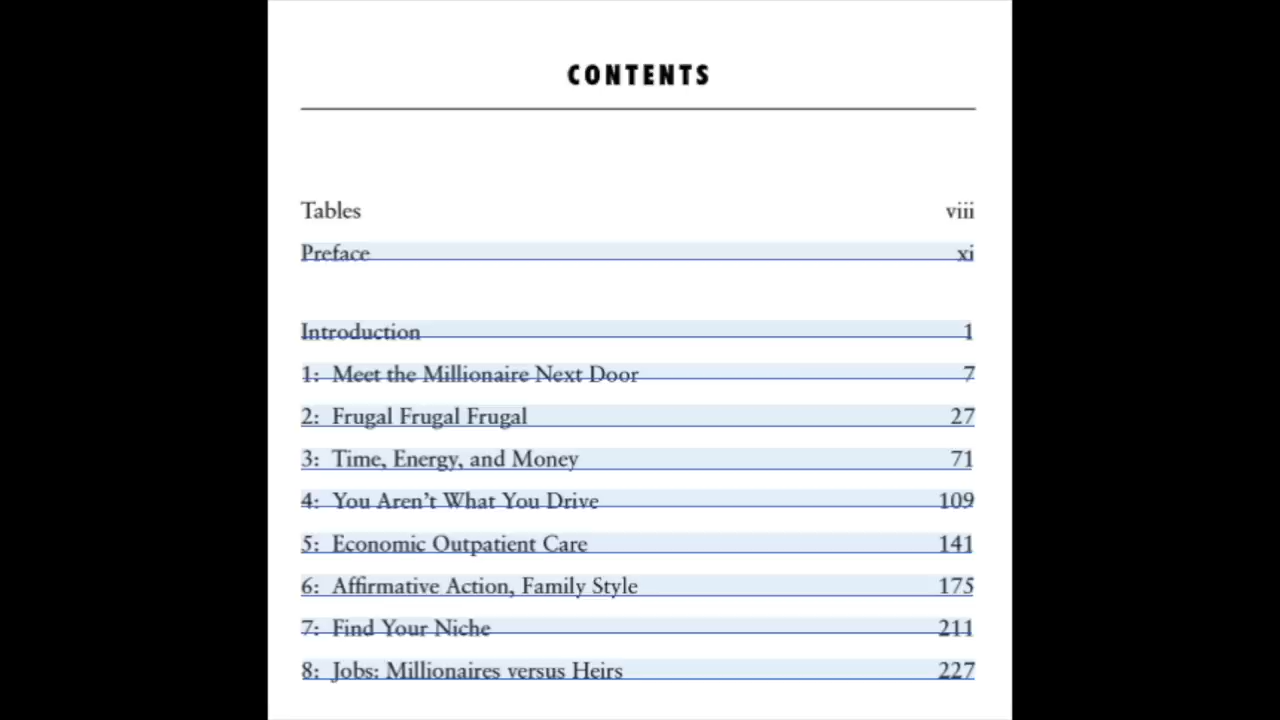 CONTENTS
Tables viii
Preface xi
Introduction 1
1: Meet the Millionaire Next Door 7
2: Frugal Frugal Frugal 27
3: Time, Energy, and Money 71
4: You Aren't What You Drive 109
5: Economic Outpatient Care 141
6: Affirmative Action, Family Style 175
7: Find Your Niche 211
8: Jobs: Millionaires versus Heirs 227